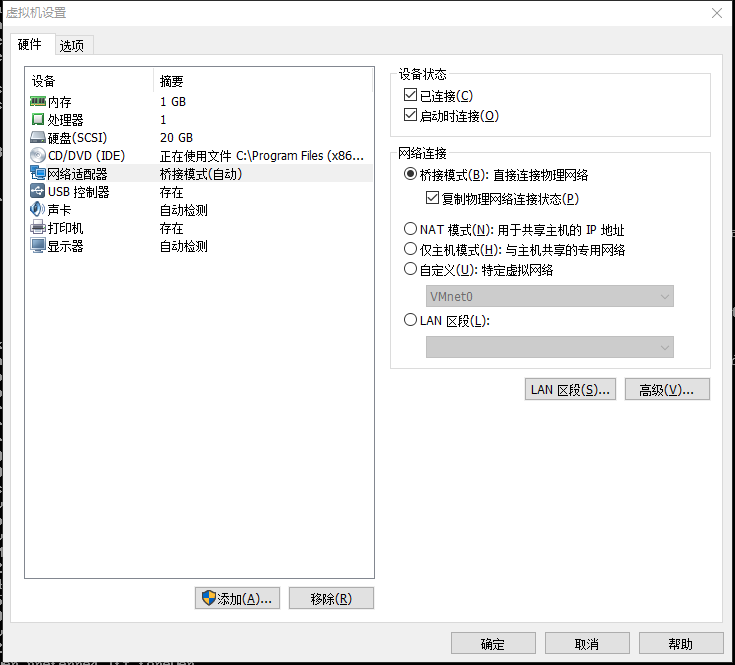 虚拟机设置
硬件 选项
设备 摘要
内存 1 GB
处理器 1
硬盘(SCSI) 20 GB
CD/DVD (IDE) 正在使用文件 C:\Program Files (x86...
网络适配器 桥接模式(自动)
USB 控制器 存在
声卡 自动检测
打印机 存在
显示器 自动检测
添加(A)... 移除(R)
设备状态
已连接(C)
启动时连接(O)
网络连接
桥接模式(B): 直接连接物理网络
复制物理网络连接状态(P)
NAT 模式(N): 用于共享主机的 IP 地址
仅主机模式(H): 与主机共享的专用网络
自定义(U): 特定虚拟网络
VMnet0
LAN 区段(L):
LAN 区段(S)... 高级(V)...
确定 取消 帮助